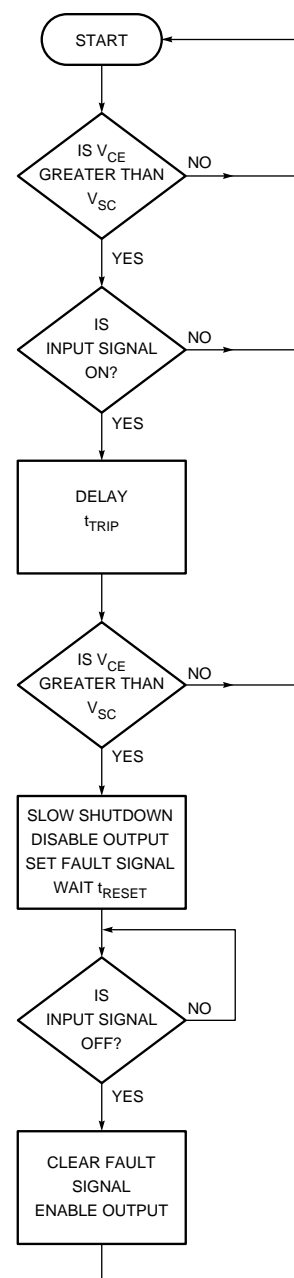 START
IS V_CE
GREATER THAN
V_SC
NO
YES
IS
INPUT SIGNAL
ON?
NO
YES
DELAY
t_TRIP
IS V_CE
GREATER THAN
V_SC
NO
YES
SLOW SHUTDOWN
DISABLE OUTPUT
SET FAULT SIGNAL
WAIT t_RESET
IS
INPUT SIGNAL
OFF?
NO
YES
CLEAR FAULT
SIGNAL
ENABLE OUTPUT